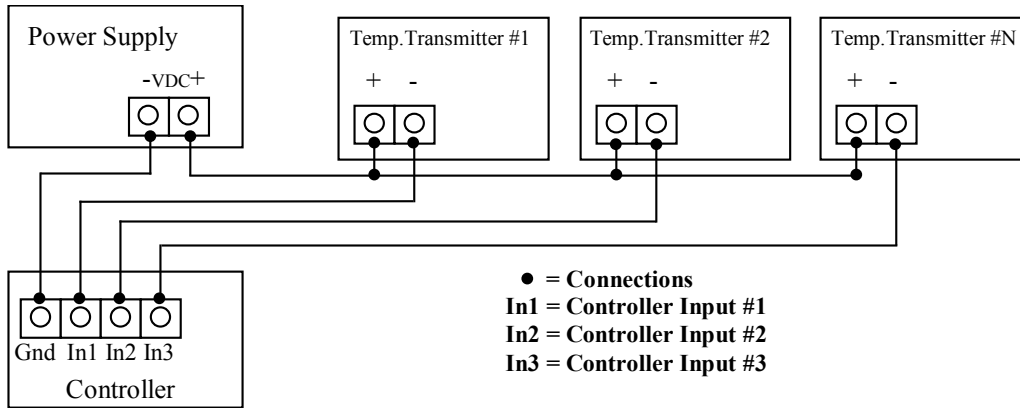 Power Supply
-VDC+
Temp.Transmitter #1
+ -
Temp.Transmitter #2
+ -
Temp.Transmitter #N
+ -
● = Connections
In1 = Controller Input #1
In2 = Controller Input #2
In3 = Controller Input #3
Gnd In1 In2 In3
Controller